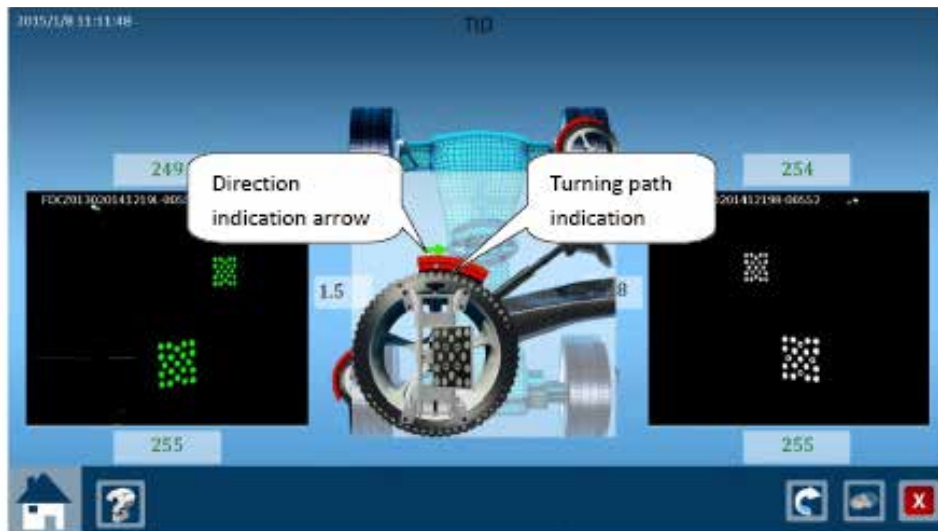 2015/1/8 11:11:48
TID
249
254
Direction
indication arrow
Turning path
indication
1.5
8
255
255
X